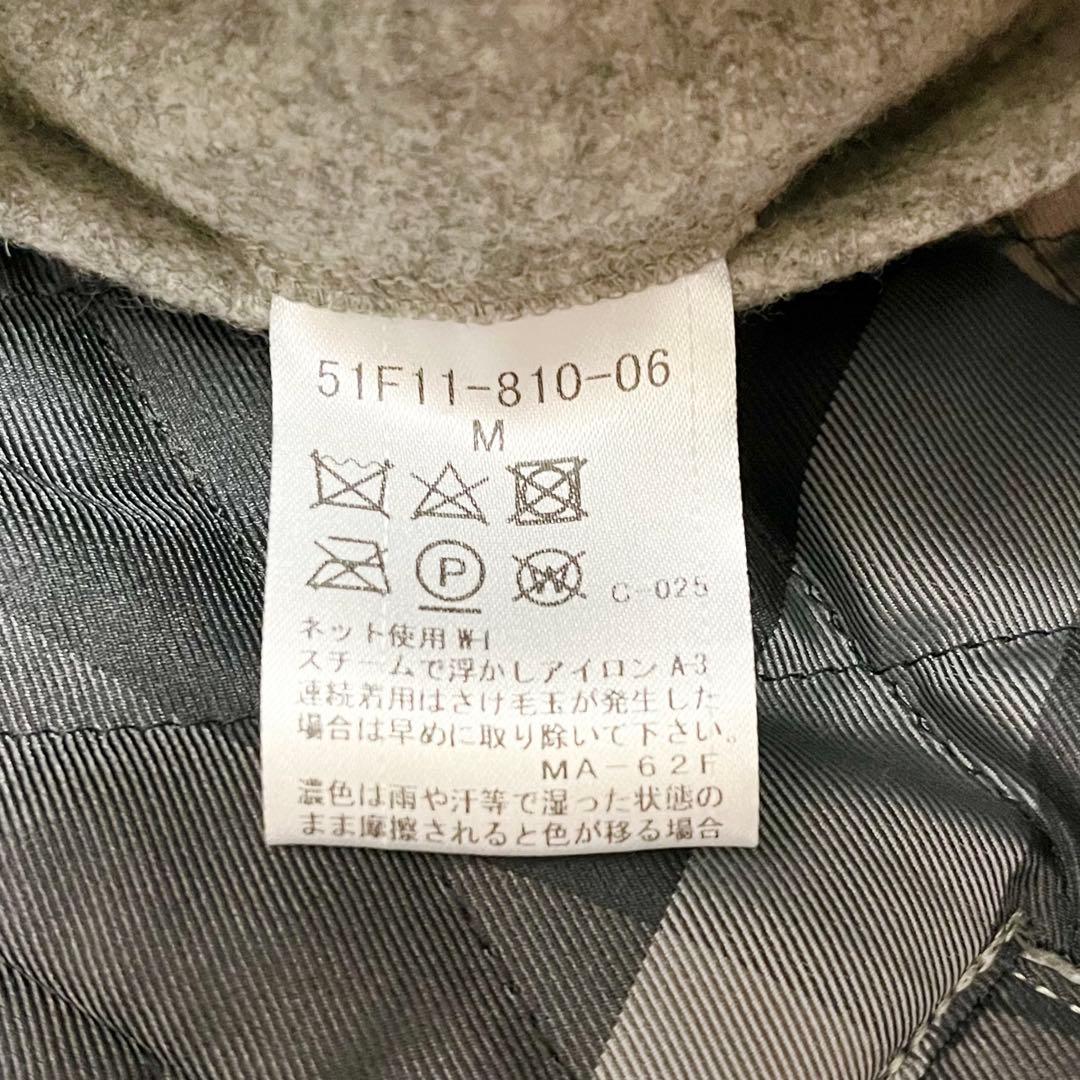 51F11-810-06
M
P W C-025
ネット使用 W-1
スチームで浮かしアイロン A-3
連続着用はさけ毛玉が発生した
場合は早めに取り除いて下さい。
MA-62F
濃色は雨や汗等で湿った状態の
まま摩擦されると色が移る場合